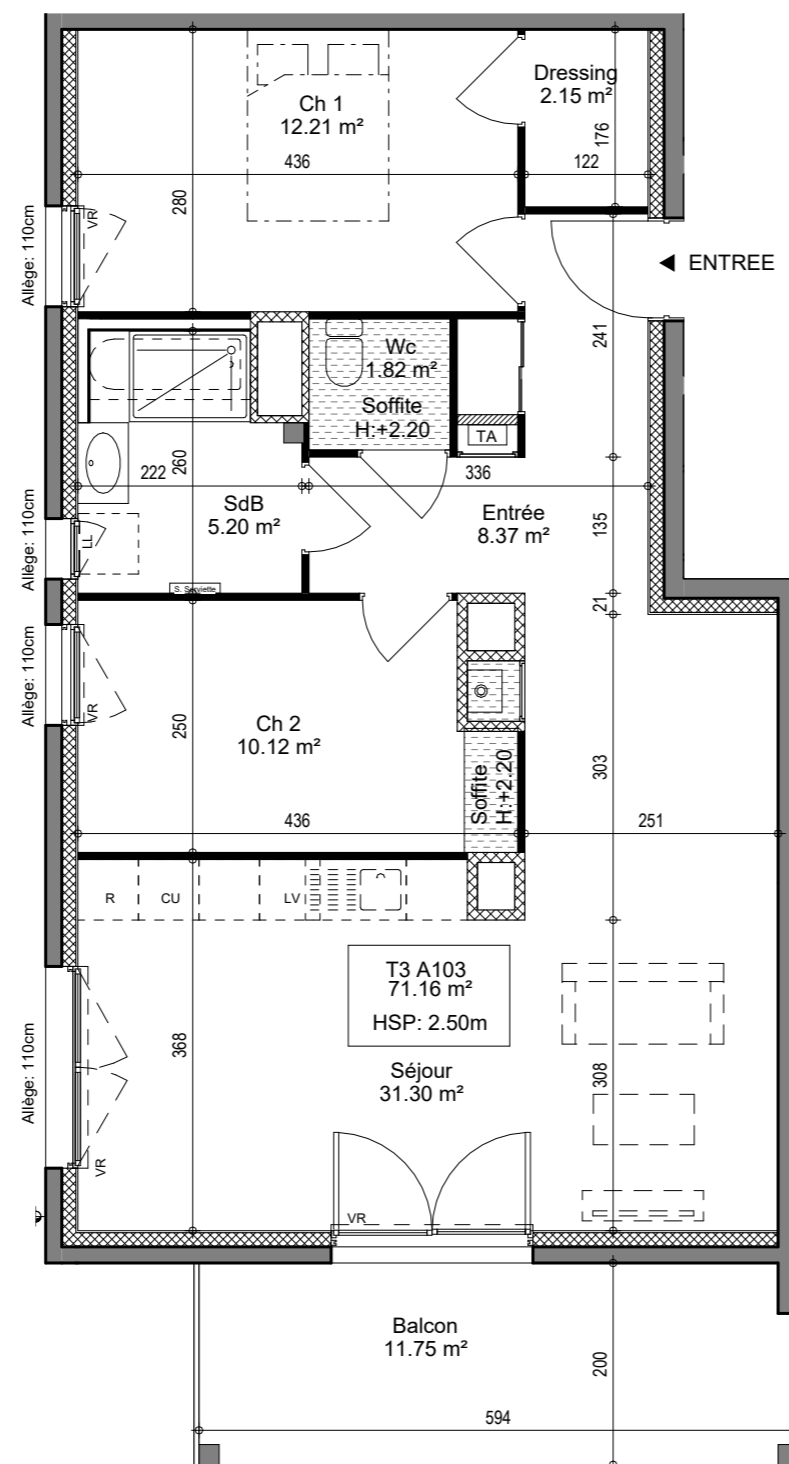 Dressing
2.15 m²
Ch 1
12.21 m²
176
436
122
280
VR
Allège: 110cm
ENTREE
241
Wc
1.82 m²
Soffite
H:+2.20
TA
222
260
336
SdB
5.20 m²
Entrée
8.37 m²
135
LL
Allège: 110cm
S. Serviette
21
Allège: 110cm
VR
250
Ch 2
10.12 m²
Soffite
H:+2.20
303
436
251
R
CU
LV
T3 A103
71.16 m²
HSP: 2.50m
368
Séjour
31.30 m²
308
Allège: 110cm
VR
VR
Balcon
11.75 m²
200
594